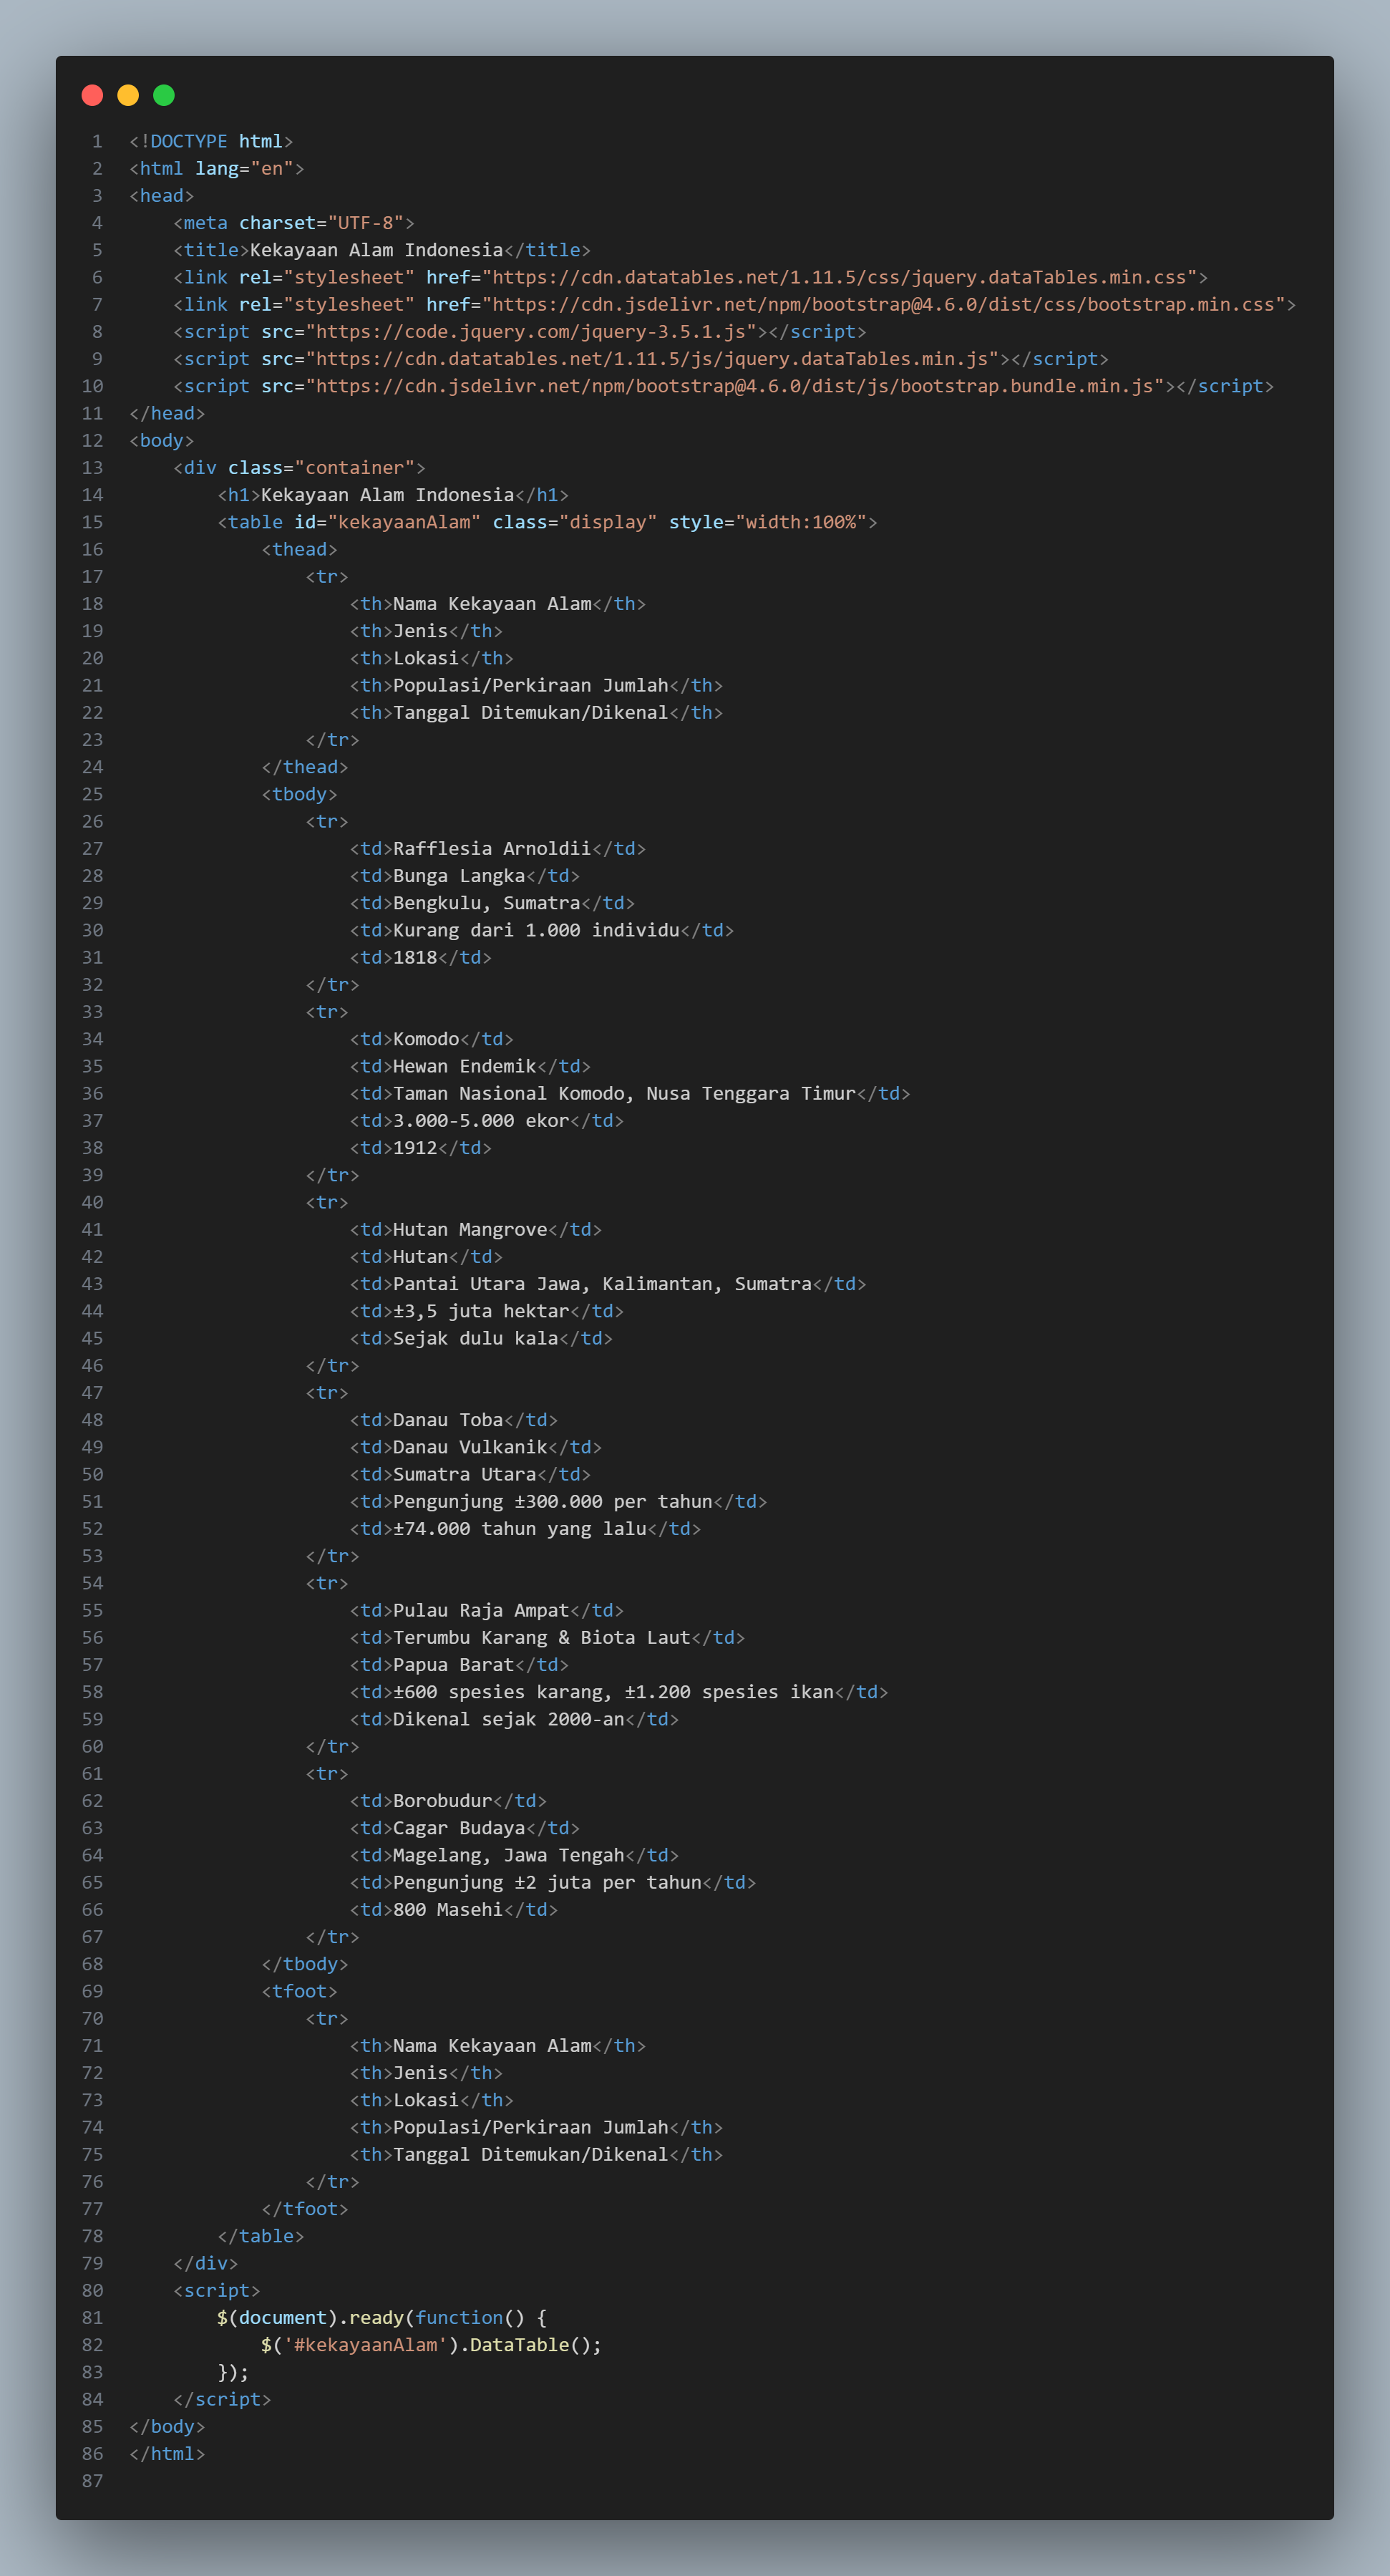 1 <!DOCTYPE html>
2 <html lang="en">
3 <head>
4     <meta charset="UTF-8">
5     <title>Kekayaan Alam Indonesia</title>
6     <link rel="stylesheet" href="https://cdn.datatables.net/1.11.5/css/jquery.dataTables.min.css">
7     <link rel="stylesheet" href="https://cdn.jsdelivr.net/npm/bootstrap@4.6.0/dist/css/bootstrap.min.css">
8     <script src="https://code.jquery.com/jquery-3.5.1.js"></script>
9     <script src="https://cdn.datatables.net/1.11.5/js/jquery.dataTables.min.js"></script>
10     <script src="https://cdn.jsdelivr.net/npm/bootstrap@4.6.0/dist/js/bootstrap.bundle.min.js"></script>
11 </head>
12 <body>
13     <div class="container">
14         <h1>Kekayaan Alam Indonesia</h1>
15         <table id="kekayaanAlam" class="display" style="width:100%">
16             <thead>
17                 <tr>
18                     <th>Nama Kekayaan Alam</th>
19                     <th>Jenis</th>
20                     <th>Lokasi</th>
21                     <th>Populasi/Perkiraan Jumlah</th>
22                     <th>Tanggal Ditemukan/Dikenal</th>
23                 </tr>
24             </thead>
25             <tbody>
26                 <tr>
27                     <td>Rafflesia Arnoldii</td>
28                     <td>Bunga Langka</td>
29                     <td>Bengkulu, Sumatra</td>
30                     <td>Kurang dari 1.000 individu</td>
31                     <td>1818</td>
32                 </tr>
33                 <tr>
34                     <td>Komodo</td>
35                     <td>Hewan Endemik</td>
36                     <td>Taman Nasional Komodo, Nusa Tenggara Timur</td>
37                     <td>3.000-5.000 ekor</td>
38                     <td>1912</td>
39                 </tr>
40                 <tr>
41                     <td>Hutan Mangrove</td>
42                     <td>Hutan</td>
43                     <td>Pantai Utara Jawa, Kalimantan, Sumatra</td>
44                     <td>±3,5 juta hektar</td>
45                     <td>Sejak dulu kala</td>
46                 </tr>
47                 <tr>
48                     <td>Danau Toba</td>
49                     <td>Danau Vulkanik</td>
50                     <td>Sumatra Utara</td>
51                     <td>Pengunjung ±300.000 per tahun</td>
52                     <td>±74.000 tahun yang lalu</td>
53                 </tr>
54                 <tr>
55                     <td>Pulau Raja Ampat</td>
56                     <td>Terumbu Karang & Biota Laut</td>
57                     <td>Papua Barat</td>
58                     <td>±600 spesies karang, ±1.200 spesies ikan</td>
59                     <td>Dikenal sejak 2000-an</td>
60                 </tr>
61                 <tr>
62                     <td>Borobudur</td>
63                     <td>Cagar Budaya</td>
64                     <td>Magelang, Jawa Tengah</td>
65                     <td>Pengunjung ±2 juta per tahun</td>
66                     <td>800 Masehi</td>
67                 </tr>
68             </tbody>
69             <tfoot>
70                 <tr>
71                     <th>Nama Kekayaan Alam</th>
72                     <th>Jenis</th>
73                     <th>Lokasi</th>
74                     <th>Populasi/Perkiraan Jumlah</th>
75                     <th>Tanggal Ditemukan/Dikenal</th>
76                 </tr>
77             </tfoot>
78         </table>
79     </div>
80     <script>
81         $(document).ready(function() {
82             $('#kekayaanAlam').DataTable();
83         });
84     </script>
85 </body>
86 </html>
87